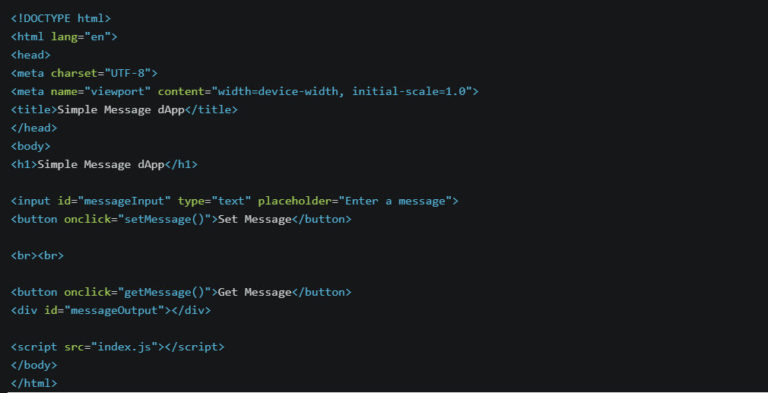 <!DOCTYPE html>
<html lang="en">
<head>
<meta charset="UTF-8">
<meta name="viewport" content="width=device-width, initial-scale=1.0">
<title>Simple Message dApp</title>
</head>
<body>
<h1>Simple Message dApp</h1>
<input id="messageInput" type="text" placeholder="Enter a message">
<button onclick="setMessage()">Set Message</button>
<br><br>
<button onclick="getMessage()">Get Message</button>
<div id="messageOutput"></div>
<script src="index.js"></script>
</body>
</html>